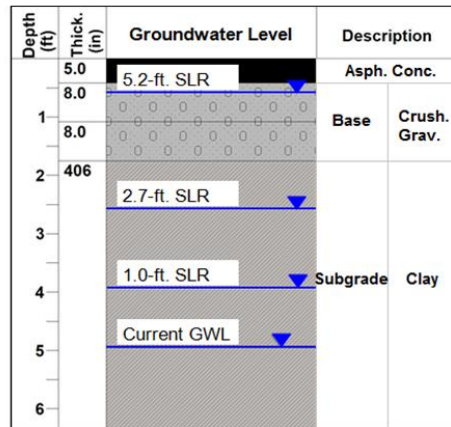 Depth (ft)
Thick. (in)
Groundwater Level
Description
5.0
Asph. Conc.
5.2-ft. SLR
8.0
1
Base
Crush. Grav.
8.0
2
406
2.7-ft. SLR
3
1.0-ft. SLR
Subgrade
Clay
4
Current GWL
5
6